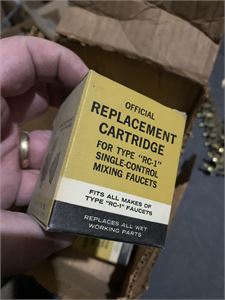 OFFICIAL
REPLACEMENT
CARTRIDGE
FOR TYPE "RC-1"
SINGLE-CONTROL
MIXING FAUCETS
FITS ALL MAKES OF
TYPE "RC-1" FAUCETS
REPLACES ALL WET
WORKING PARTS